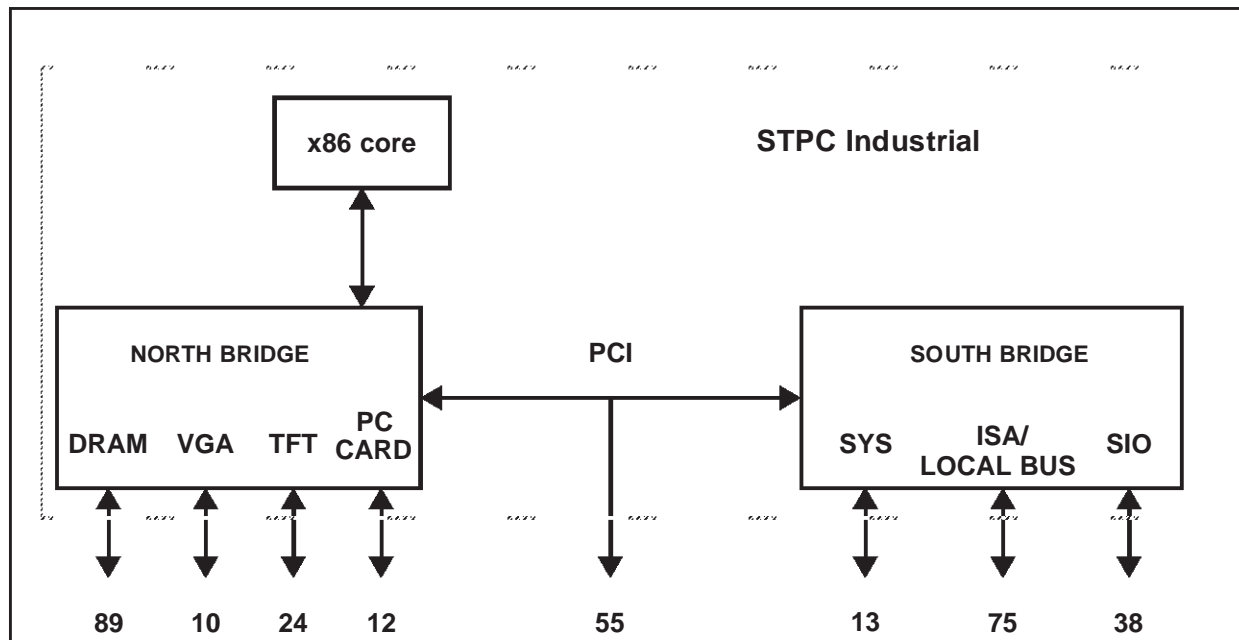 x86 core
STPC Industrial
NORTH BRIDGE
PCI
SOUTH BRIDGE
DRAM
VGA
TFT
PC
CARD
SYS
ISA/
LOCAL BUS
SIO
89
10
24
12
55
13
75
38